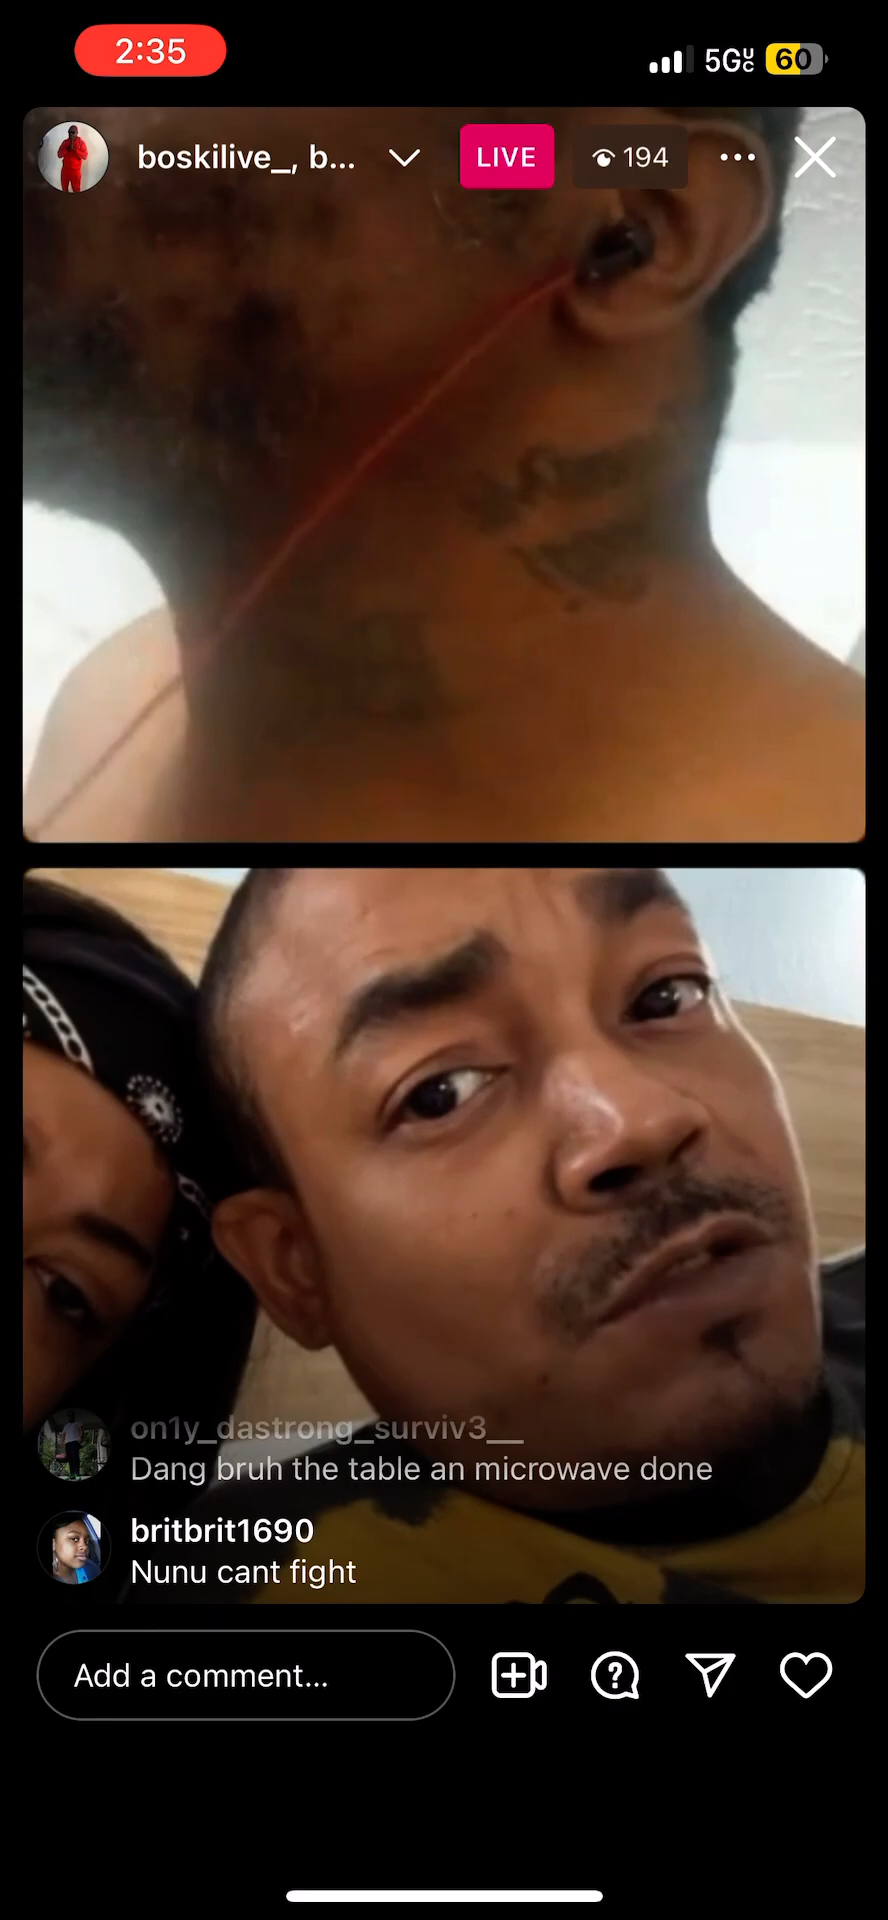 2:35
5G UC
60
boskilive_, b...
LIVE
194
on1y_dastrong_surviv3__
Dang bruh the table an microwave done
britbrit1690
Nunu cant fight
Add a comment...